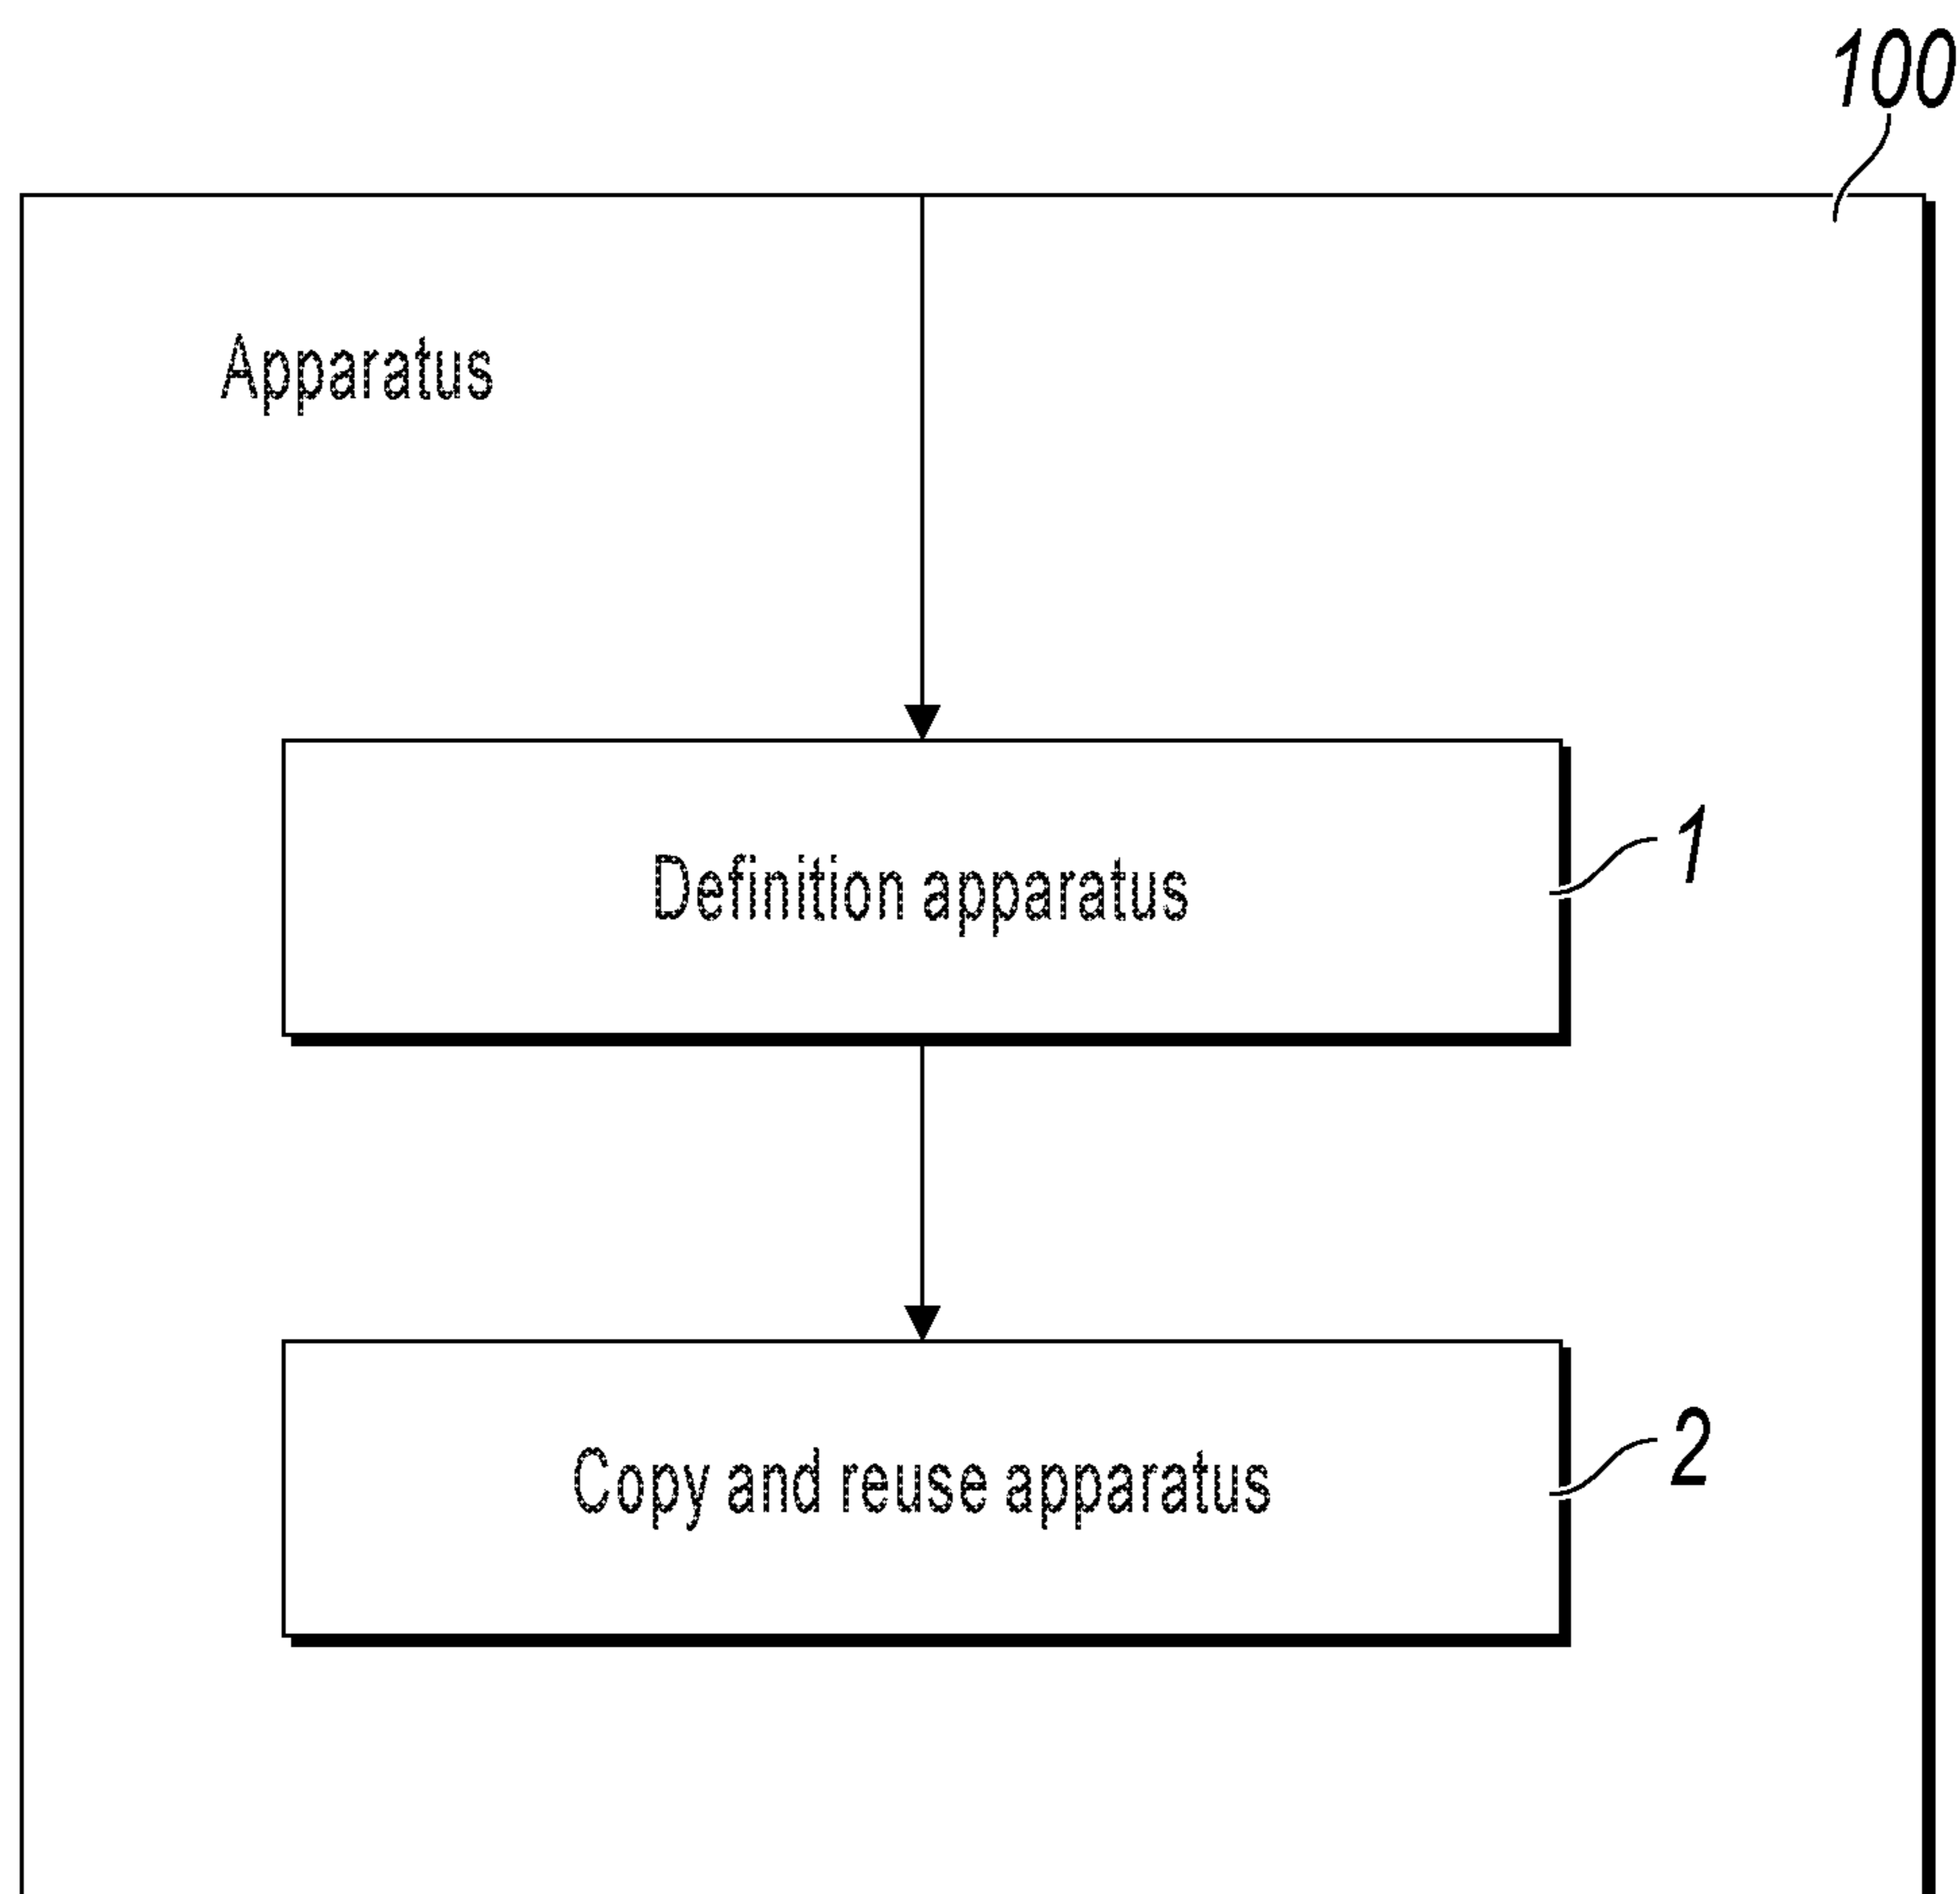 100
Apparatus
Definition apparatus
1
Copy and reuse apparatus
2